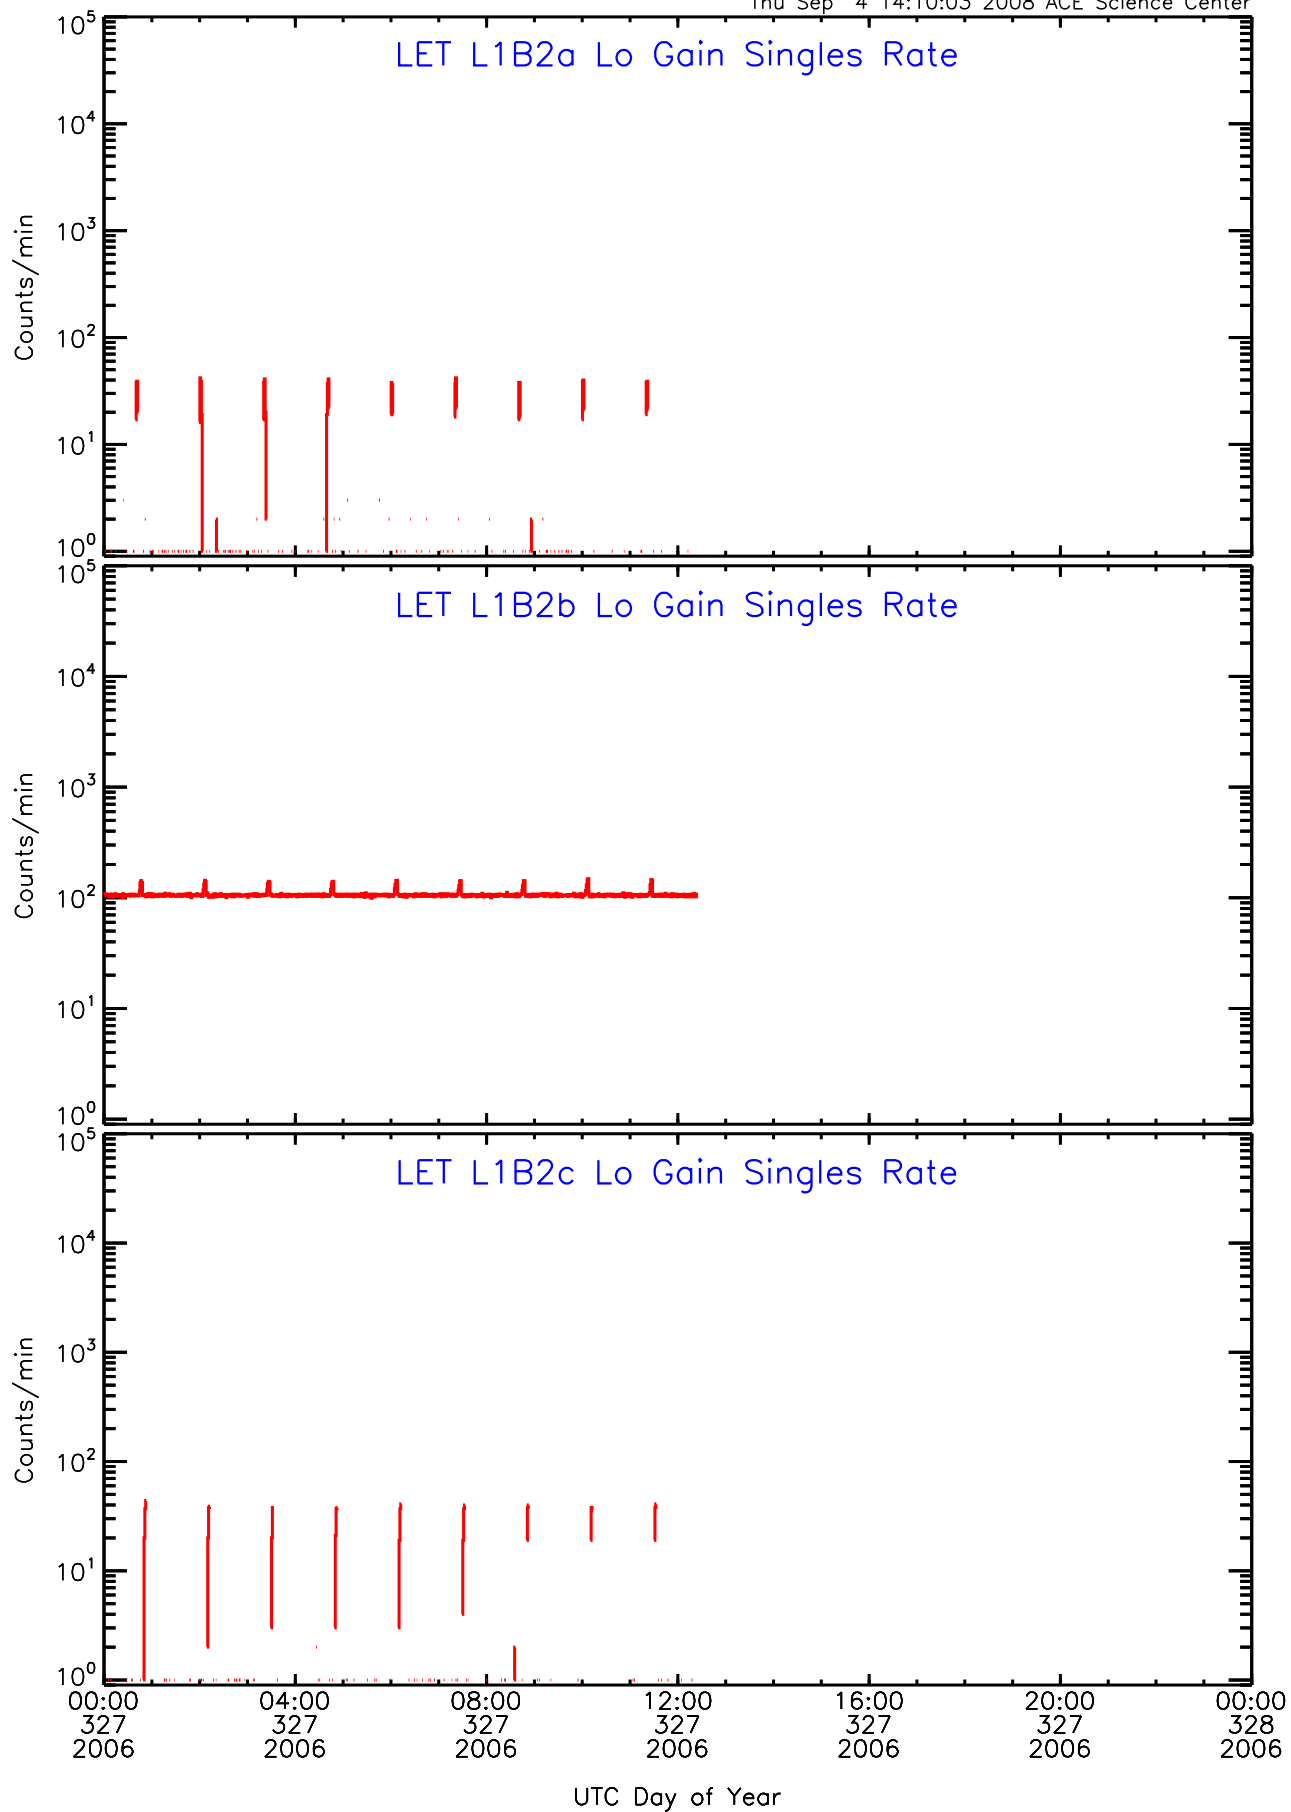 Thu Sep 4 14:10:03 2008 ACE Science Center
LET L1B2a Lo Gain Singles Rate
10^5
10^4
10^3
10^2
10^1
10^0
Counts/min
LET L1B2b Lo Gain Singles Rate
10^5
10^4
10^3
10^2
10^1
10^0
Counts/min
LET L1B2c Lo Gain Singles Rate
10^5
10^4
10^3
10^2
10^1
10^0
Counts/min
00:00 04:00 08:00 12:00 16:00 20:00 00:00
327 327 327 327 327 327 328
2006 2006 2006 2006 2006 2006 2006
UTC Day of Year